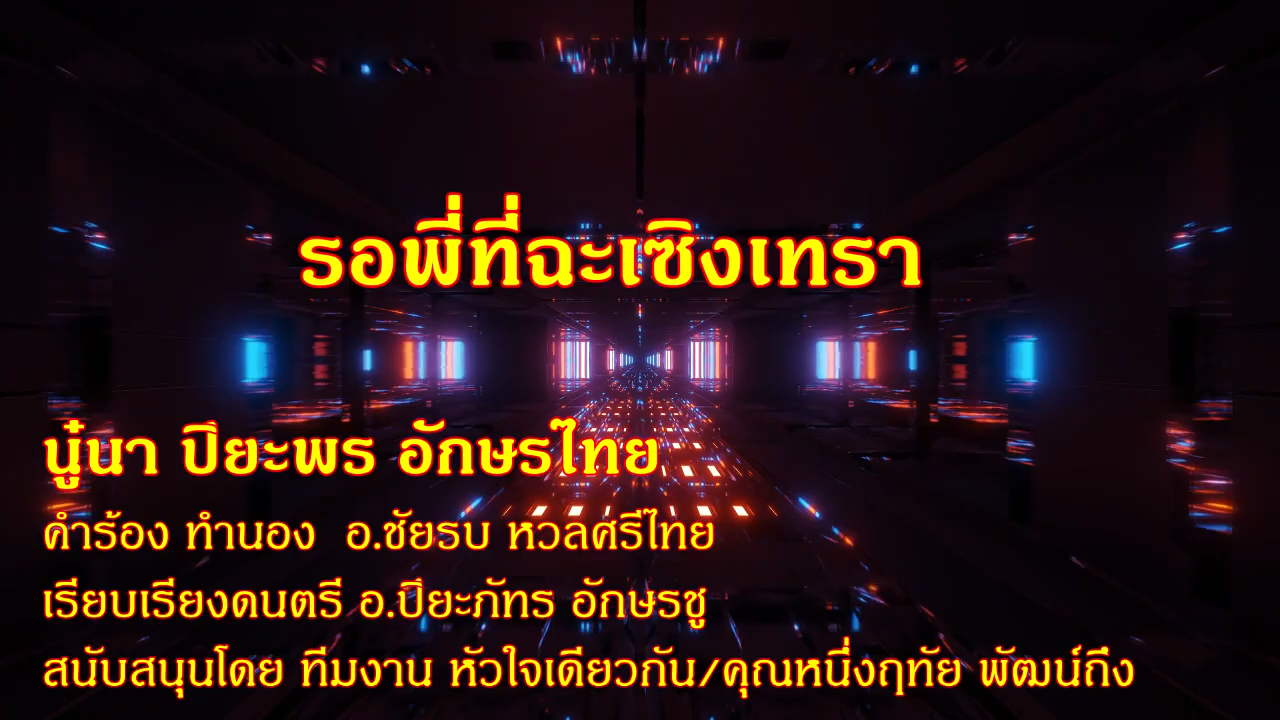 รอพี่ที่ฉะเซิงเทรา
นู๋นา ปิยะพร อักษรไทย
คำร้อง ทำนอง อ.ชัยรบ หวลศรีไทย
เรียบเรียงดนตรี อ.ปิยะภัทร อักษรชู
สนับสนุนโดย ทีมงาน หัวใจเดียวกัน/คุณหนึ่งฤทัย พัฒน์ถึง